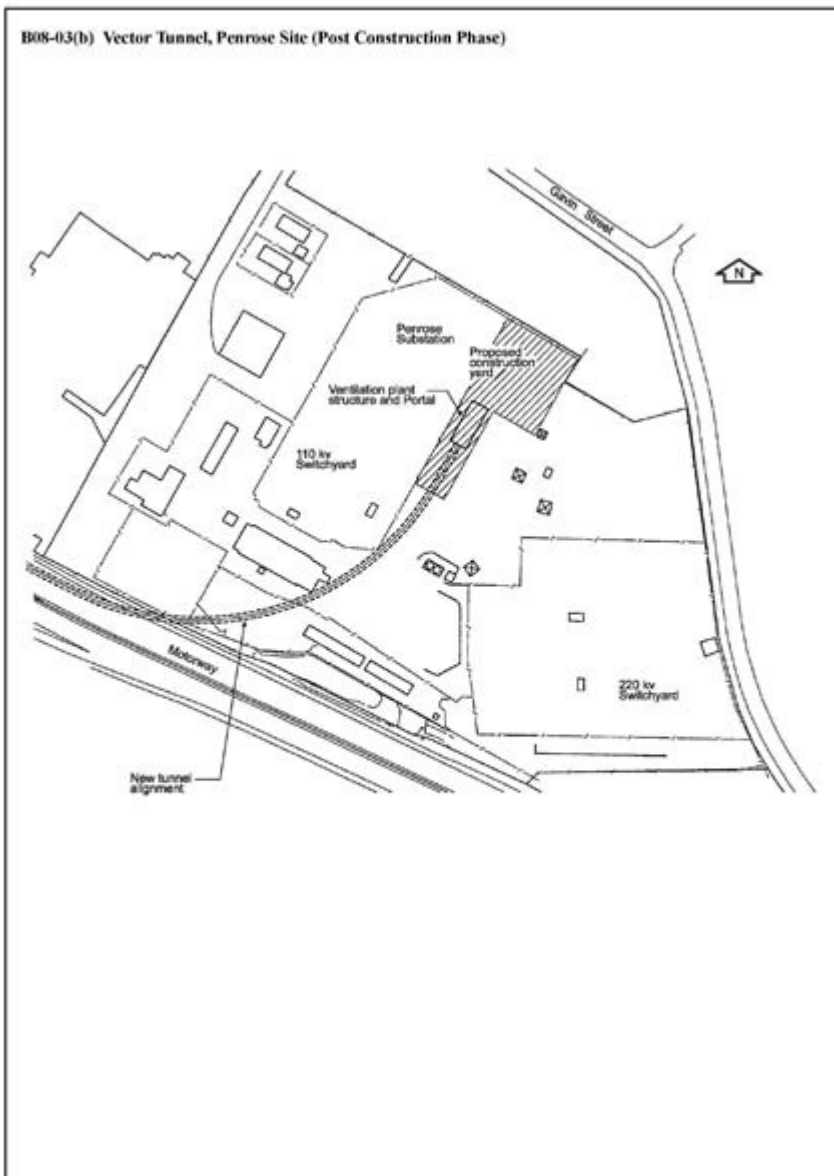 B08-03(b) Vector Tunnel, Penrose Site (Post Construction Phase)
Gavin Street
N
Penrose
Substation
Proposed
construction
yard
Ventilation plant
structure and Portal
110 kv
Switchyard
Motorway
220 kv
Switchyard
New tunnel
alignment